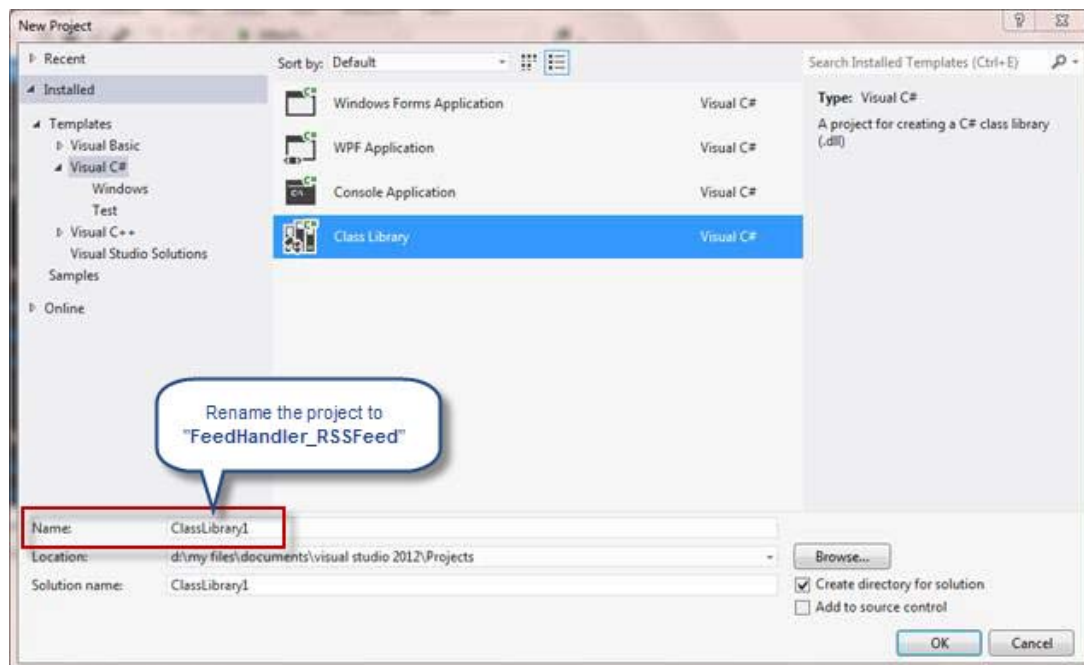 New Project
Recent
Installed
Templates
Visual Basic
Visual C#
Windows
Test
Visual C++
Visual Studio Solutions
Samples
Online
Sort by: Default
Windows Forms Application Visual C#
WPF Application Visual C#
Console Application Visual C#
Class Library Visual C#
Search Installed Templates (Ctrl+E)
Type: Visual C#
A project for creating a C# class library
(.dll)
Rename the project to
"FeedHandler_RSSFeed"
Name: ClassLibrary1
Location: d:\my files\documents\visual studio 2012\Projects
Browse...
Solution name: ClassLibrary1
Create directory for solution
Add to source control
OK Cancel